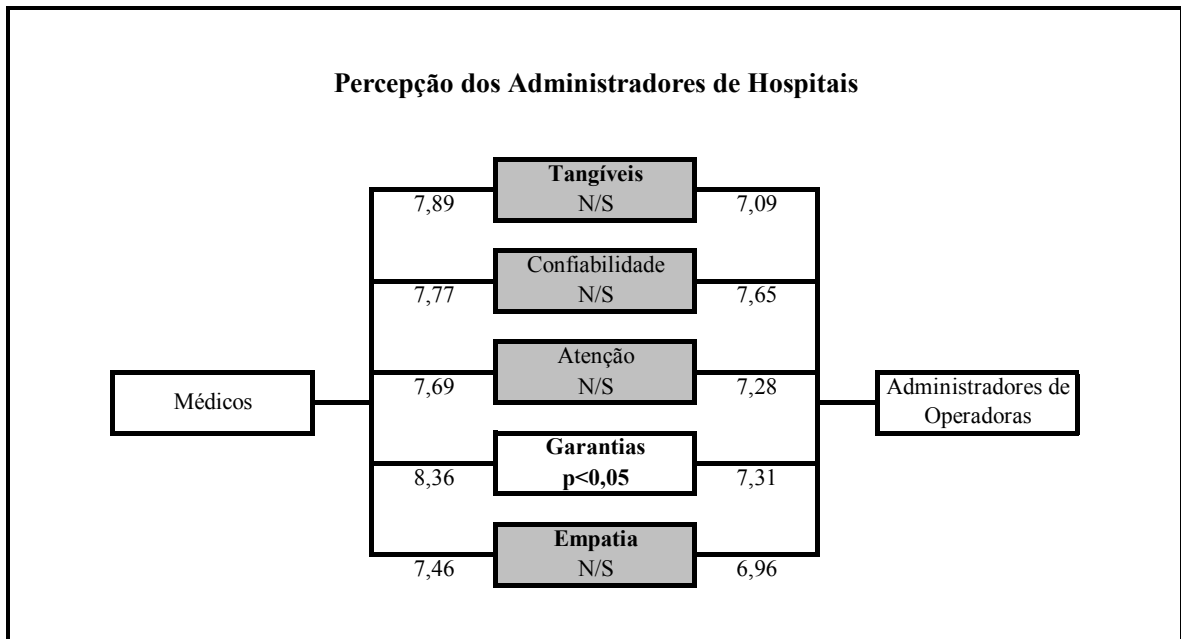 Percepção dos Administradores de Hospitais
Tangíveis
N/S
7,89
7,09
Confiabilidade
N/S
7,77
7,65
Atenção
N/S
7,69
7,28
Médicos
Administradores de
Operadoras
Garantias
p<0,05
8,36
7,31
Empatia
N/S
7,46
6,96